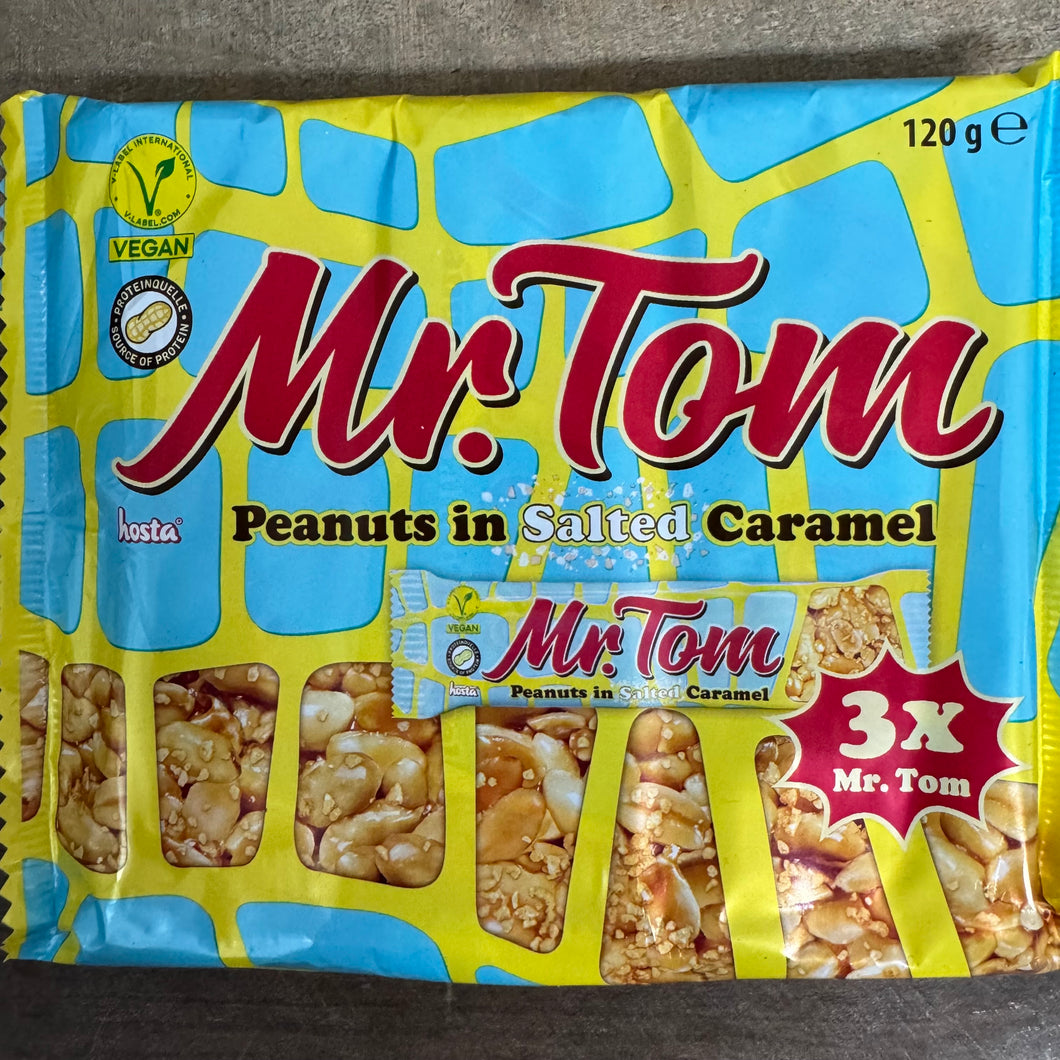 120 g ℮
V-LABEL INTERNATIONAL
V-LABEL.COM
VEGAN
PROTEINQUELLE
SOURCE OF PROTEIN
Mr. Tom
hosta
Peanuts in Salted Caramel
VEGAN
Mr. Tom
hosta
Peanuts in Salted Caramel
3x
Mr. Tom